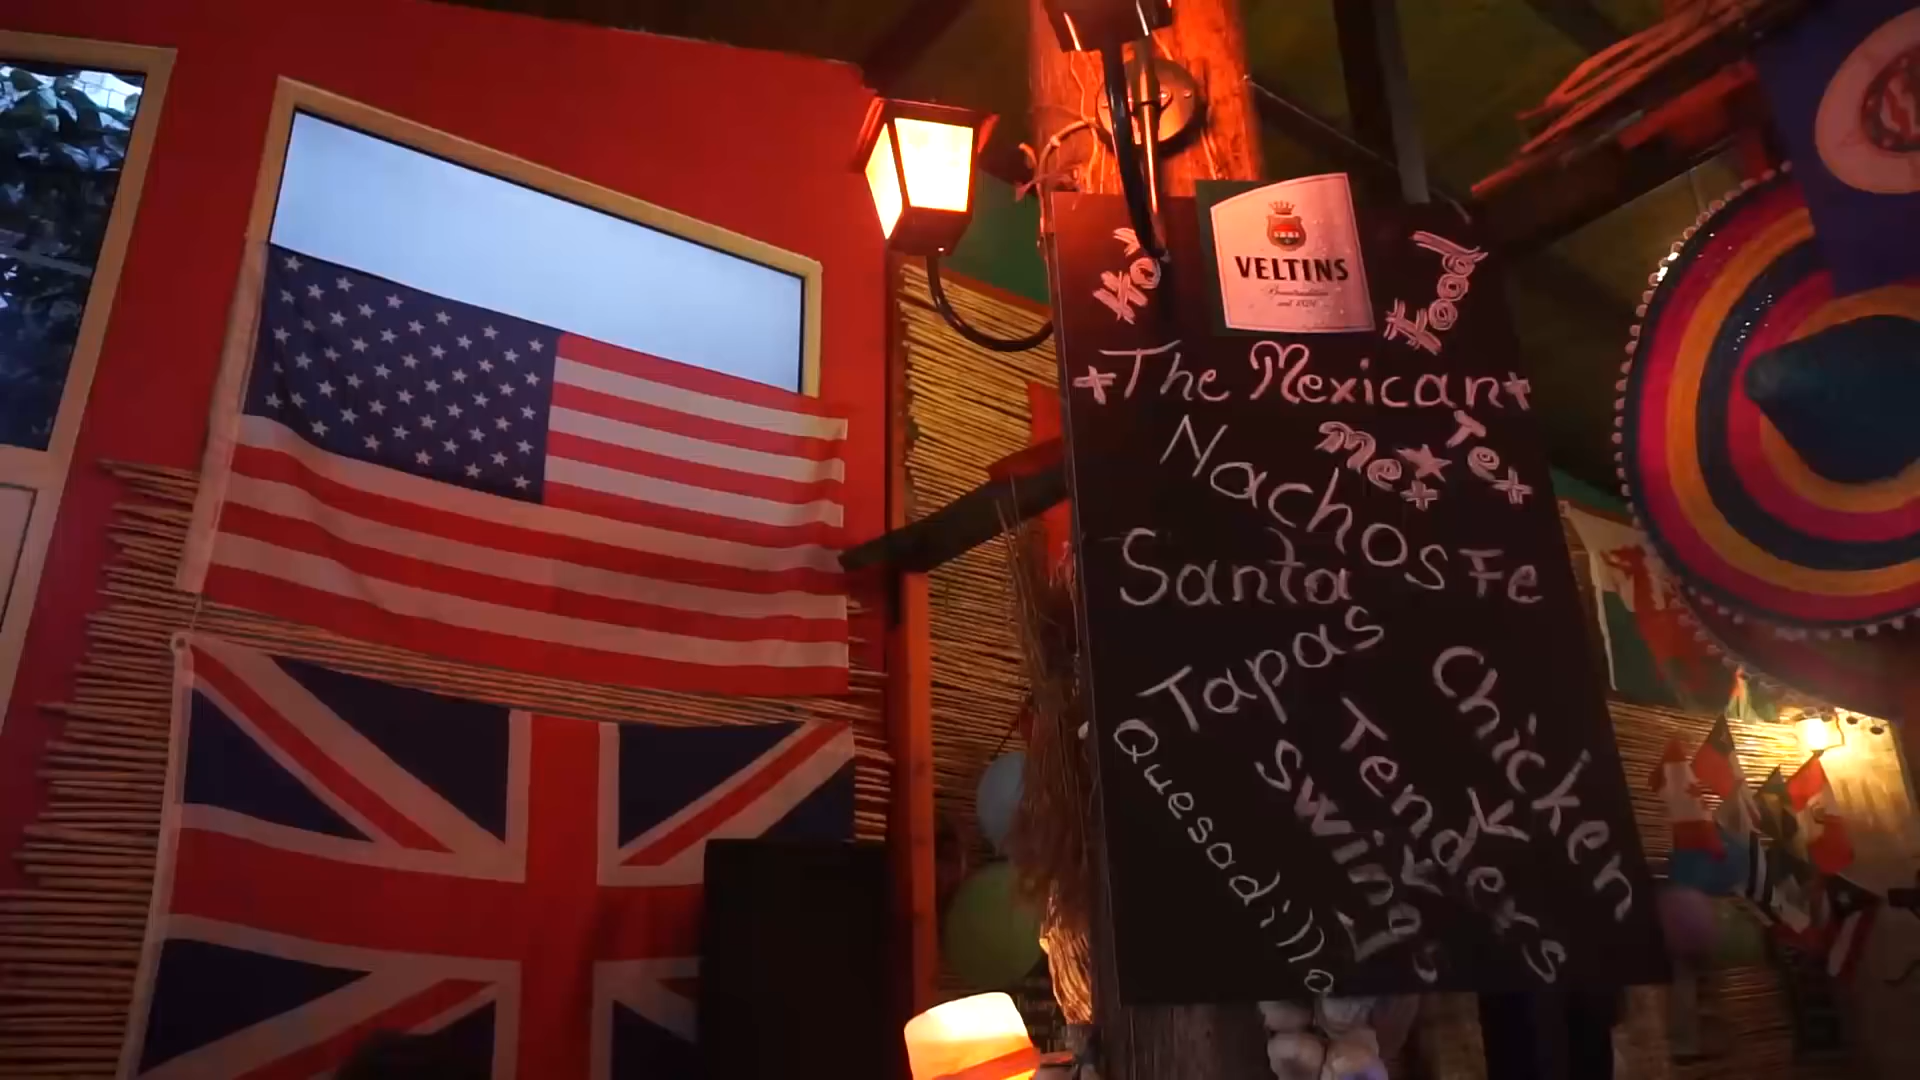 VELTINS
Hot
Food
The Mexican
Tex
Mex
Nachos
Santa Fe
Tapas
Chicken
Tenders
Swings
Quesadilla